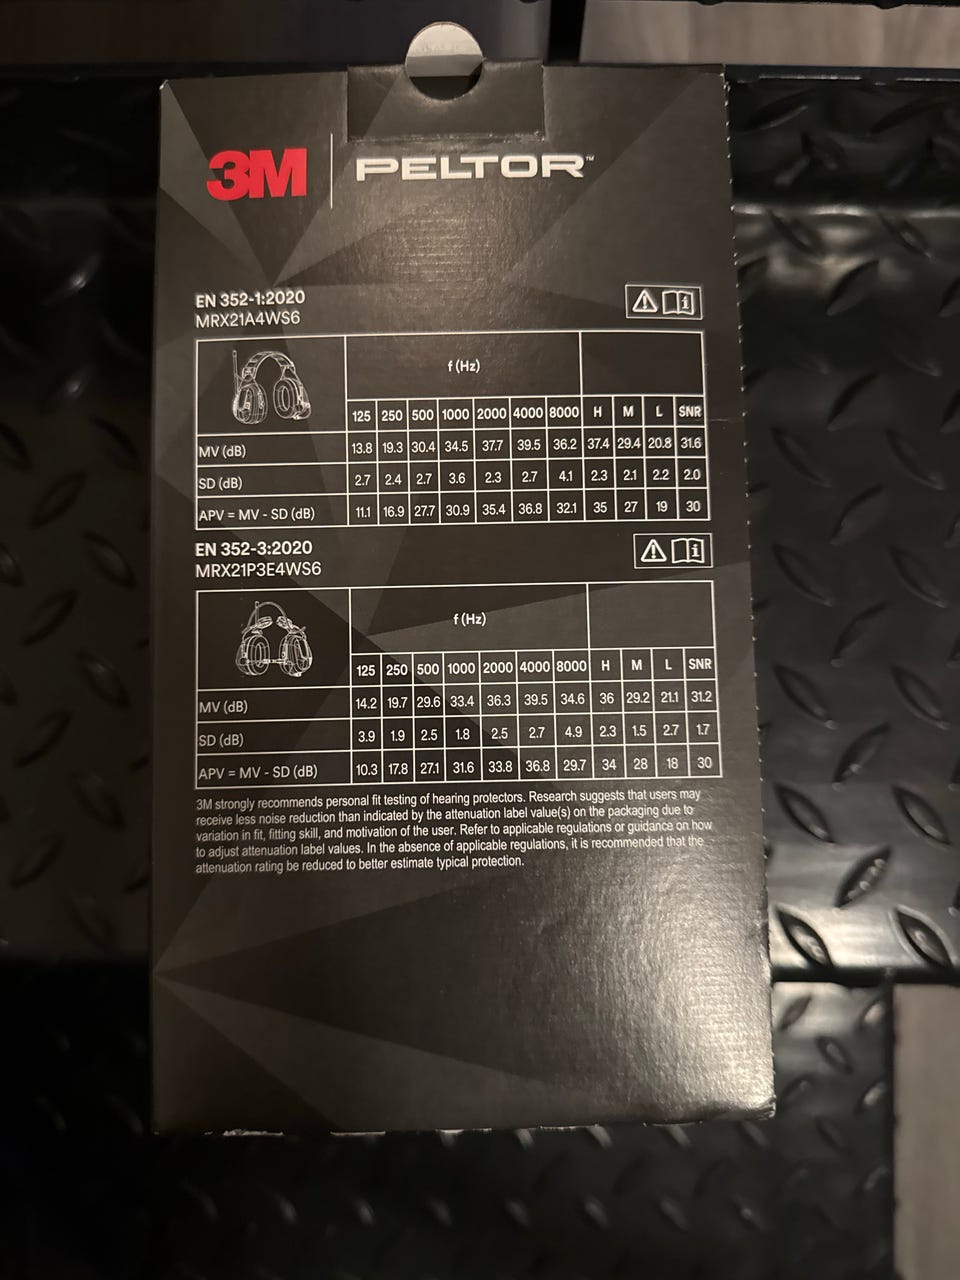 3M PELTOR™
EN 352-1:2020
MRX21A4WS6
f (Hz)
125 250 500 1000 2000 4000 8000 H M L SNR
MV (dB) 13.8 19.3 30.4 34.5 37.7 39.5 36.2 37.4 29.4 20.8 31.6
SD (dB) 2.7 2.4 2.7 3.6 2.3 2.7 4.1 2.3 2.1 2.2 2.0
APV = MV - SD (dB) 11.1 16.9 27.7 30.9 35.4 36.8 32.1 35 27 19 30
EN 352-3:2020
MRX21P3E4WS6
f (Hz)
125 250 500 1000 2000 4000 8000 H M L SNR
MV (dB) 14.2 19.7 29.6 33.4 36.3 39.5 34.6 36 29.2 21.1 31.2
SD (dB) 3.9 1.9 2.5 1.8 2.5 2.7 4.9 2.3 1.5 2.7 1.7
APV = MV - SD (dB) 10.3 17.8 27.1 31.6 33.8 36.8 29.7 34 28 18 30
3M strongly recommends personal fit testing of hearing protectors. Research suggests that users may
receive less noise reduction than indicated by the attenuation label value(s) on the packaging due to
variation in fit, fitting skill, and motivation of the user. Refer to applicable regulations or guidance on how
to adjust attenuation label values. In the absence of applicable regulations, it is recommended that the
attenuation rating be reduced to better estimate typical protection.